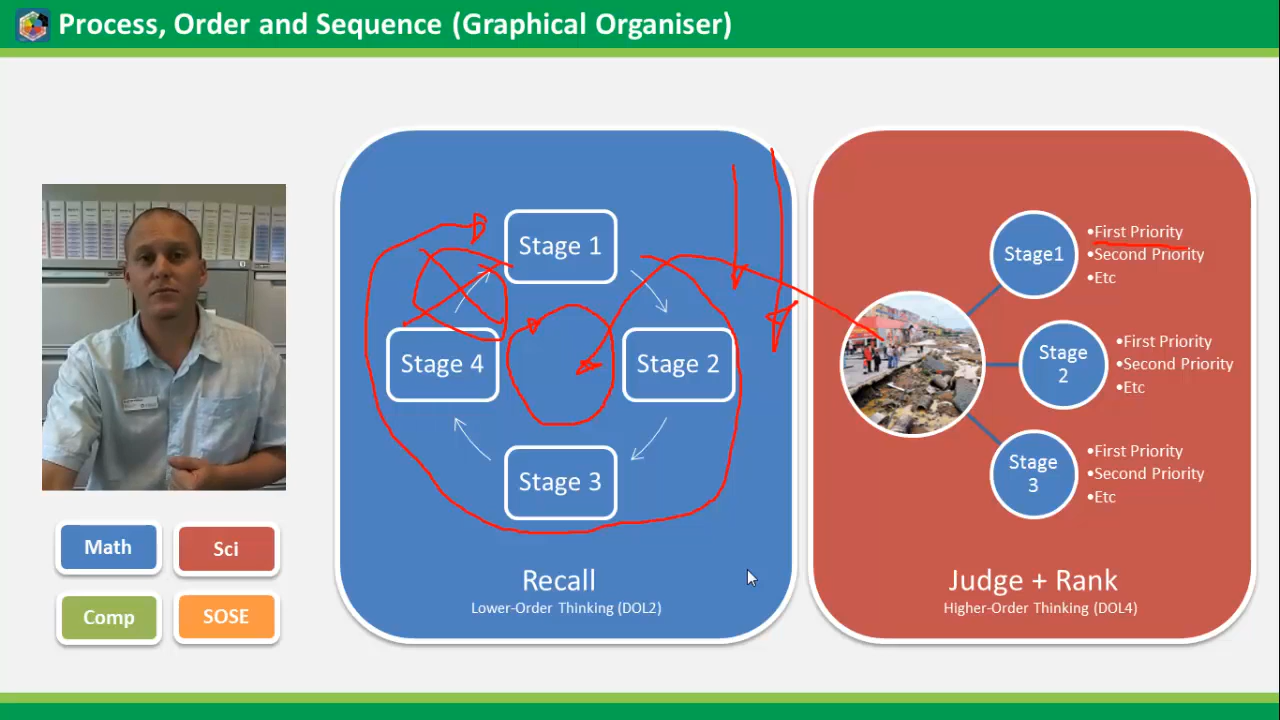 Process, Order and Sequence (Graphical Organiser)
Stage 1
Stage 2
Stage 3
Stage 4
Recall
Lower-Order Thinking (DOL2)
Stage1
•First Priority
•Second Priority
•Etc
Stage
2
•First Priority
•Second Priority
•Etc
Stage
3
•First Priority
•Second Priority
•Etc
Judge + Rank
Higher-Order Thinking (DOL4)
Math
Sci
Comp
SOSE